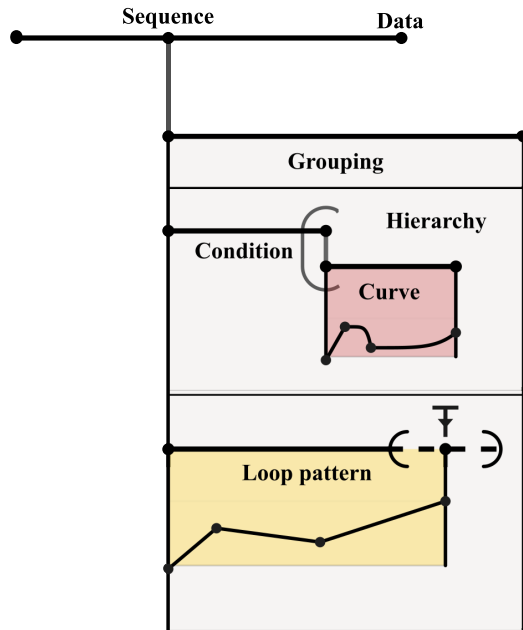 Sequence
Data
Grouping
Hierarchy
Condition
Curve
Loop pattern